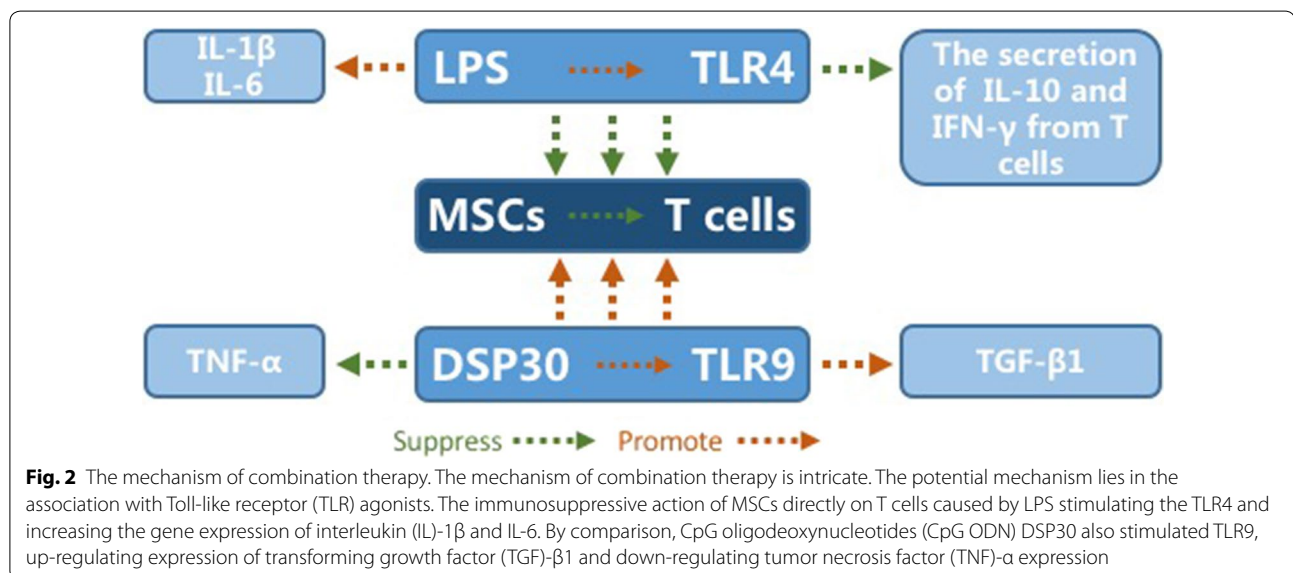 IL-1β
IL-6
LPS
TLR4
The secretion
of IL-10 and
IFN-γ from T
cells
MSCs
T cells
TNF-α
DSP30
TLR9
TGF-β1
Suppress
Promote
Fig. 2 The mechanism of combination therapy. The mechanism of combination therapy is intricate. The potential mechanism lies in the
association with Toll-like receptor (TLR) agonists. The immunosuppressive action of MSCs directly on T cells caused by LPS stimulating the TLR4 and
increasing the gene expression of interleukin (IL)-1β and IL-6. By comparison, CpG oligodeoxynucleotides (CpG ODN) DSP30 also stimulated TLR9,
up-regulating expression of transforming growth factor (TGF)-β1 and down-regulating tumor necrosis factor (TNF)-α expression